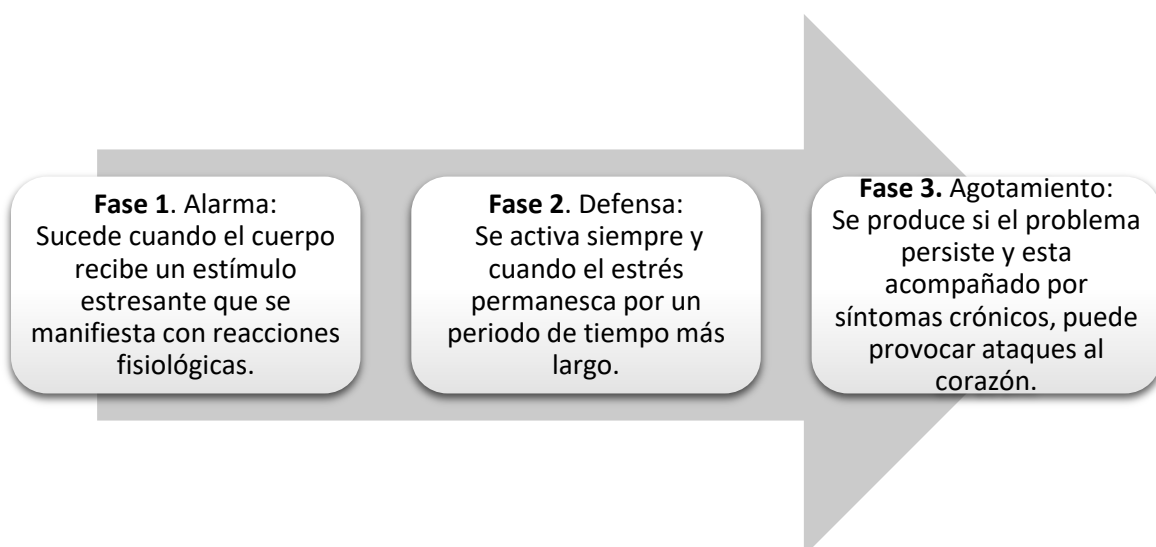 Fase 1. Alarma:
Sucede cuando el cuerpo
recibe un estímulo
estresante que se
manifiesta con reacciones
fisiológicas.
Fase 2. Defensa:
Se activa siempre y
cuando el estrés
permanesca por un
periodo de tiempo más
largo.
Fase 3. Agotamiento:
Se produce si el problema
persiste y esta
acompañado por
síntomas crónicos, puede
provocar ataques al
corazón.